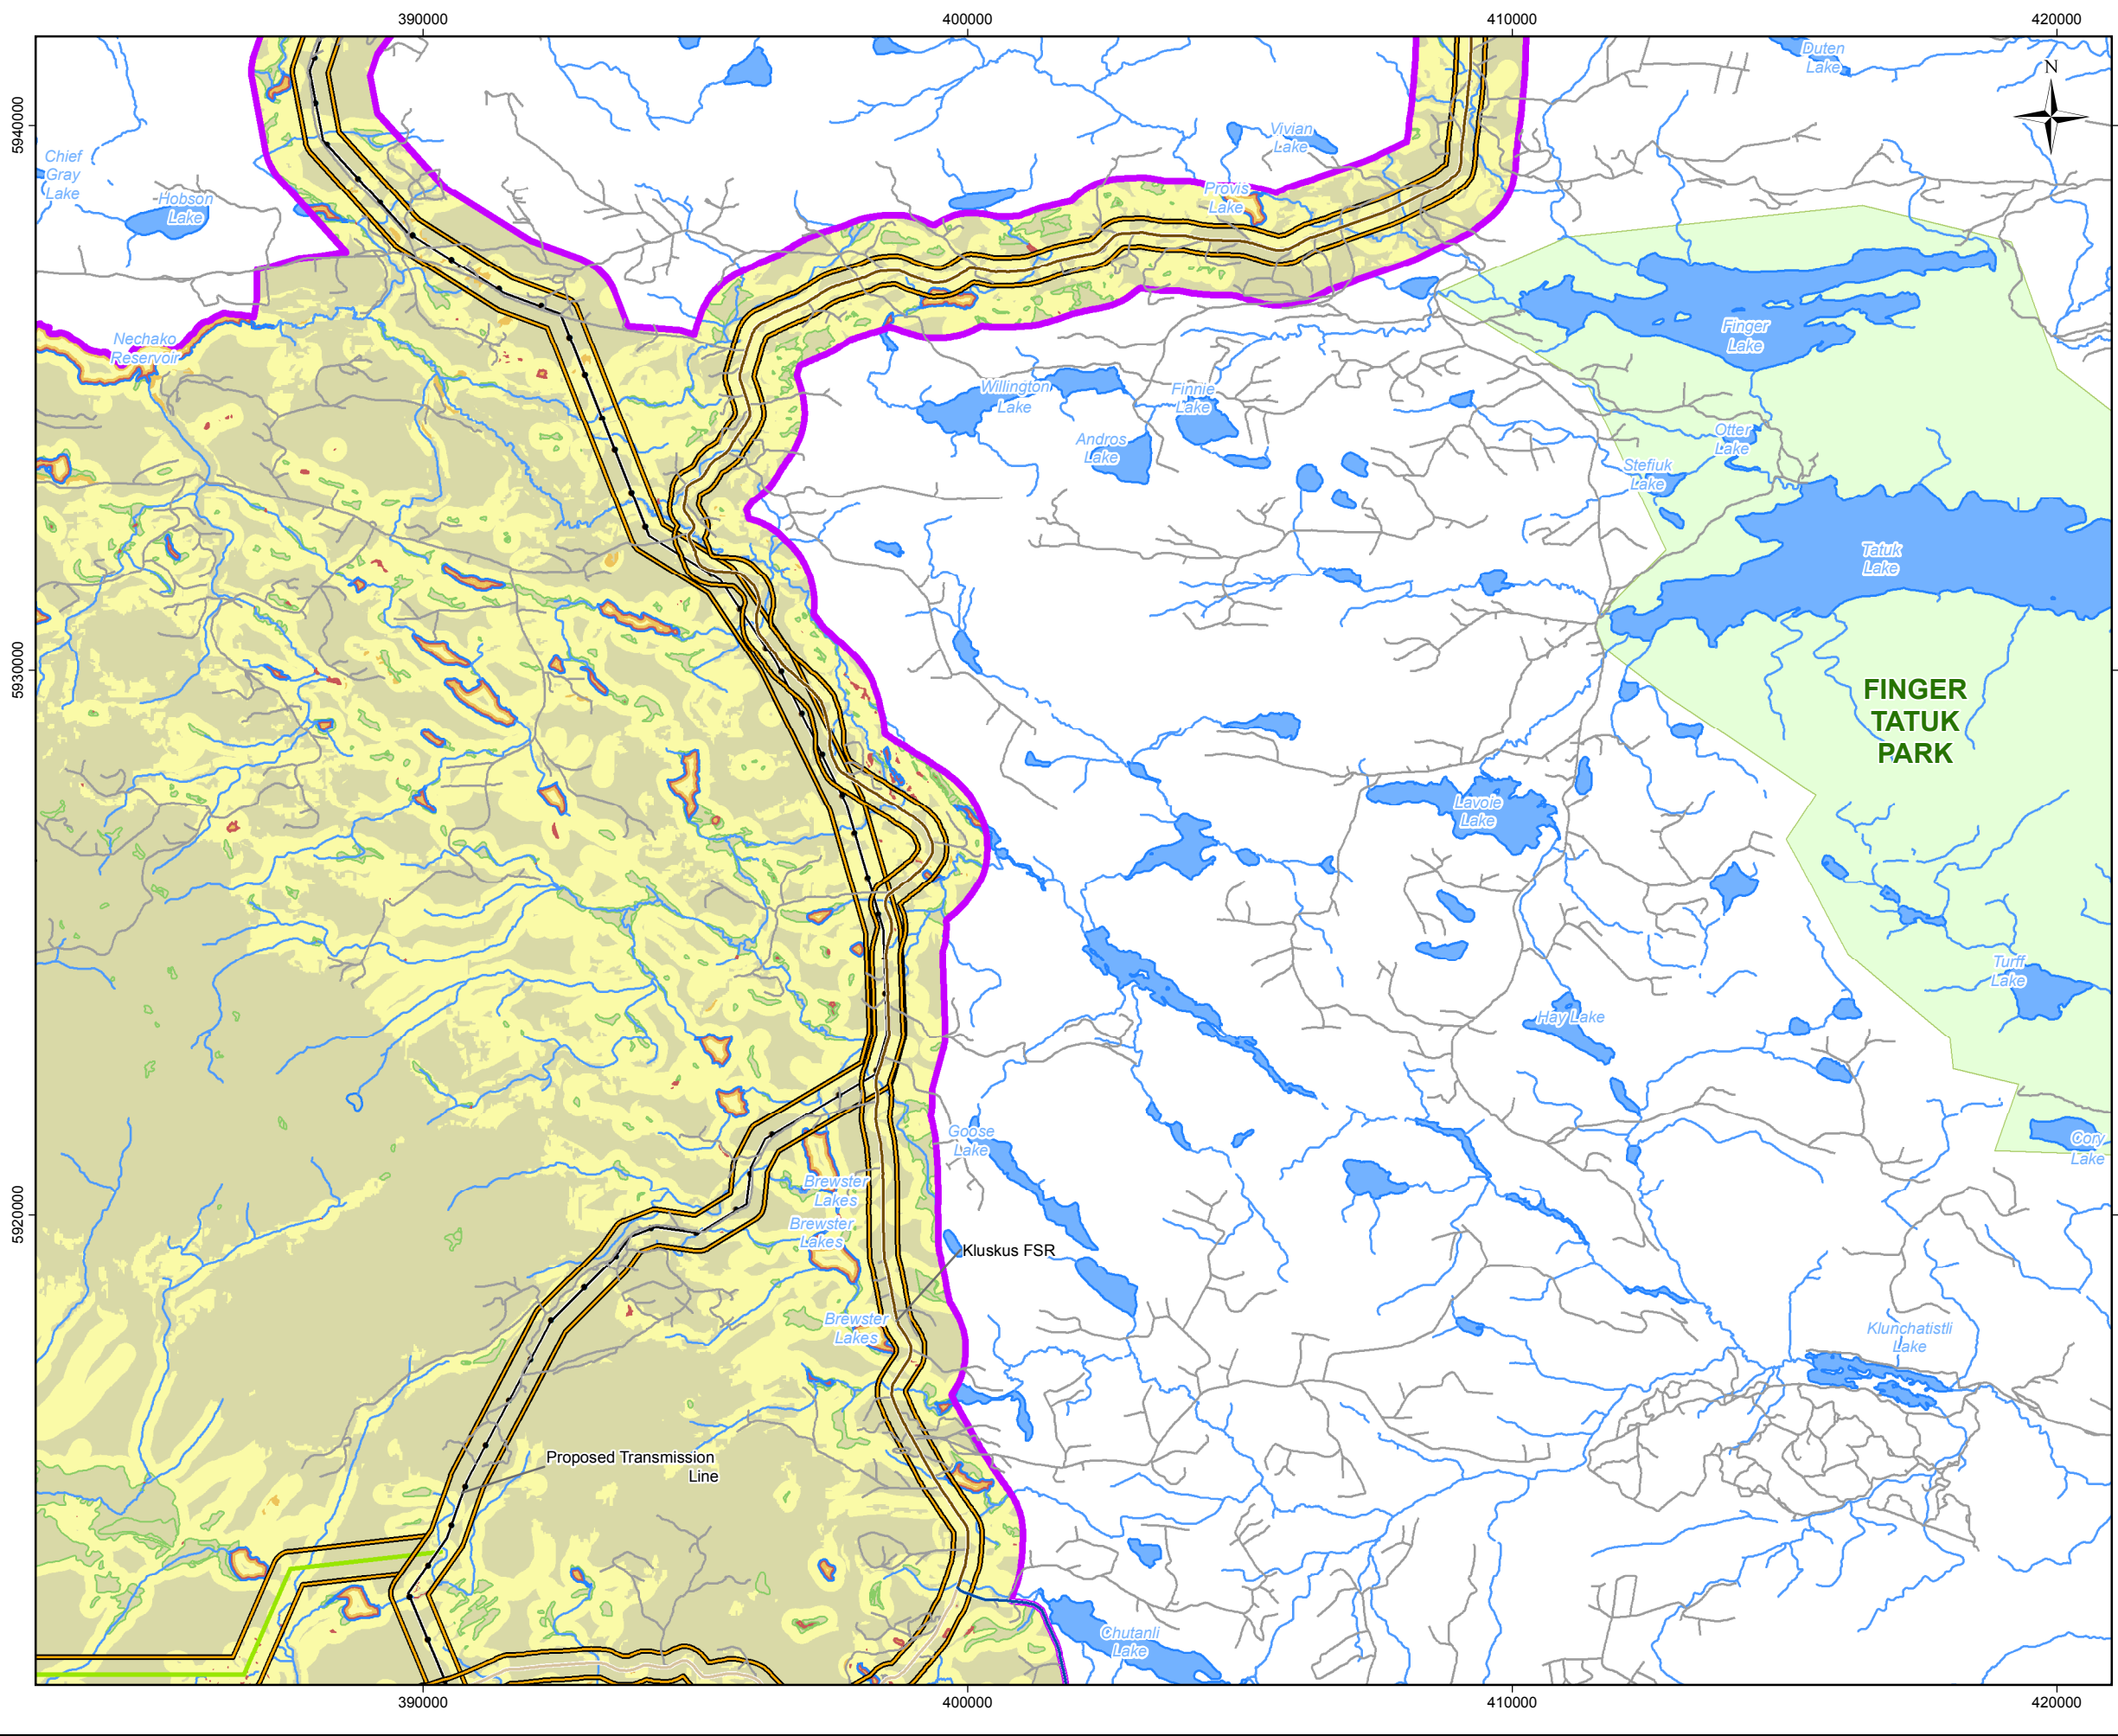 390000
400000
410000
420000
Duten
Lake
N
5940000
Vivian
Lake
Chief
Gray
Lake
Hobson
Lake
Provis
Lake
Nechako
Reservoir
Finger
Lake
Willington
Lake
Finnie
Lake
Andros
Lake
Otter
Lake
Stefiuk
Lake
Tatuk
Lake
5930000
FINGER
TATUK
PARK
Lavoie
Lake
Turff
Lake
Hay Lake
Goose
Lake
Cory
Lake
Brewster
Lakes
5920000
Brewster
Lakes
Kluskus FSR
Brewster
Lakes
Klunchatistli
Lake
Proposed Transmission
Line
Chutanli
Lake
390000
400000
410000
420000